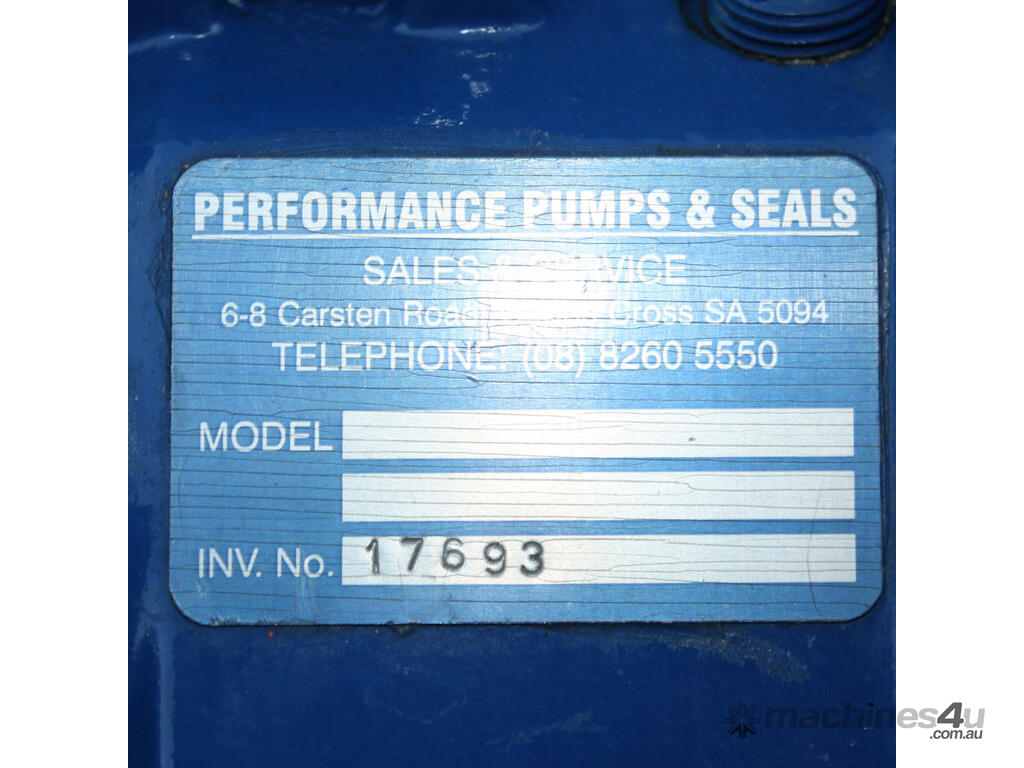 PERFORMANCE PUMPS & SEALS
SALES & SERVICE
6-8 Carsten Road Cross SA 5094
TELEPHONE: (08) 8260 5550
MODEL
INV. No. 17693
machines4u
.com.au